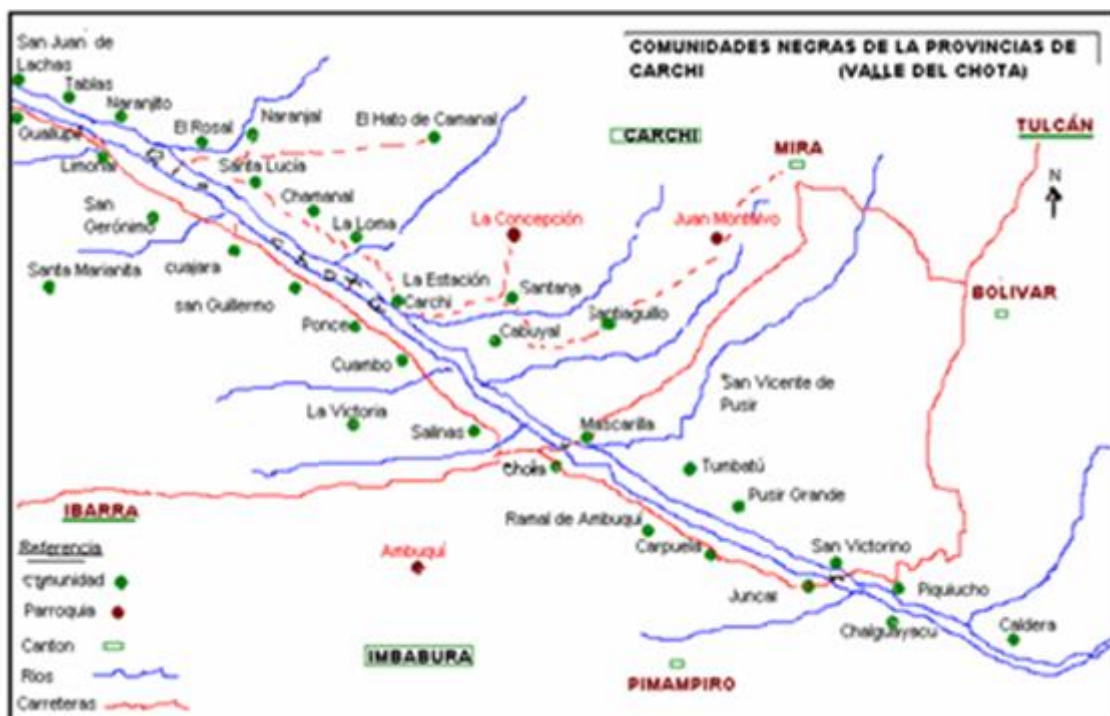 COMUNIDADES NEGRAS DE LA PROVINCIAS DE
CARCHI (VALLE DEL CHOTA)
San Juan de
Lachas
Tablas
Naranjito
El Rosal
Naranjal
El Hato de Camanal
CARCHI
MIRA
TULCÁN
N
Guallupe
Limonal
Santa Lucía
Chamanal
La Loma
San
Gerónimo
La Concepción
Juan Montalvo
Santa Marianita
cuajara
san Guillermo
La Estación
Carchi
Santana
BOLIVAR
Ponce
Cabuyal
Santiaguillo
Cuambo
San Vicente de
Pusir
La Victoria
Salinas
Mascarilla
Chota
Tumbatú
Pusir Grande
IBARRA
Ramal de Ambuquí
Ambuquí
Carpuela
San Victorino
Juncal
Piquiucho
Chalguayacu
Caldera
IMBABURA
PIMAMPIRO
Referencia
Comunidad
Parroquia
Canton
Ríos
Carreteras